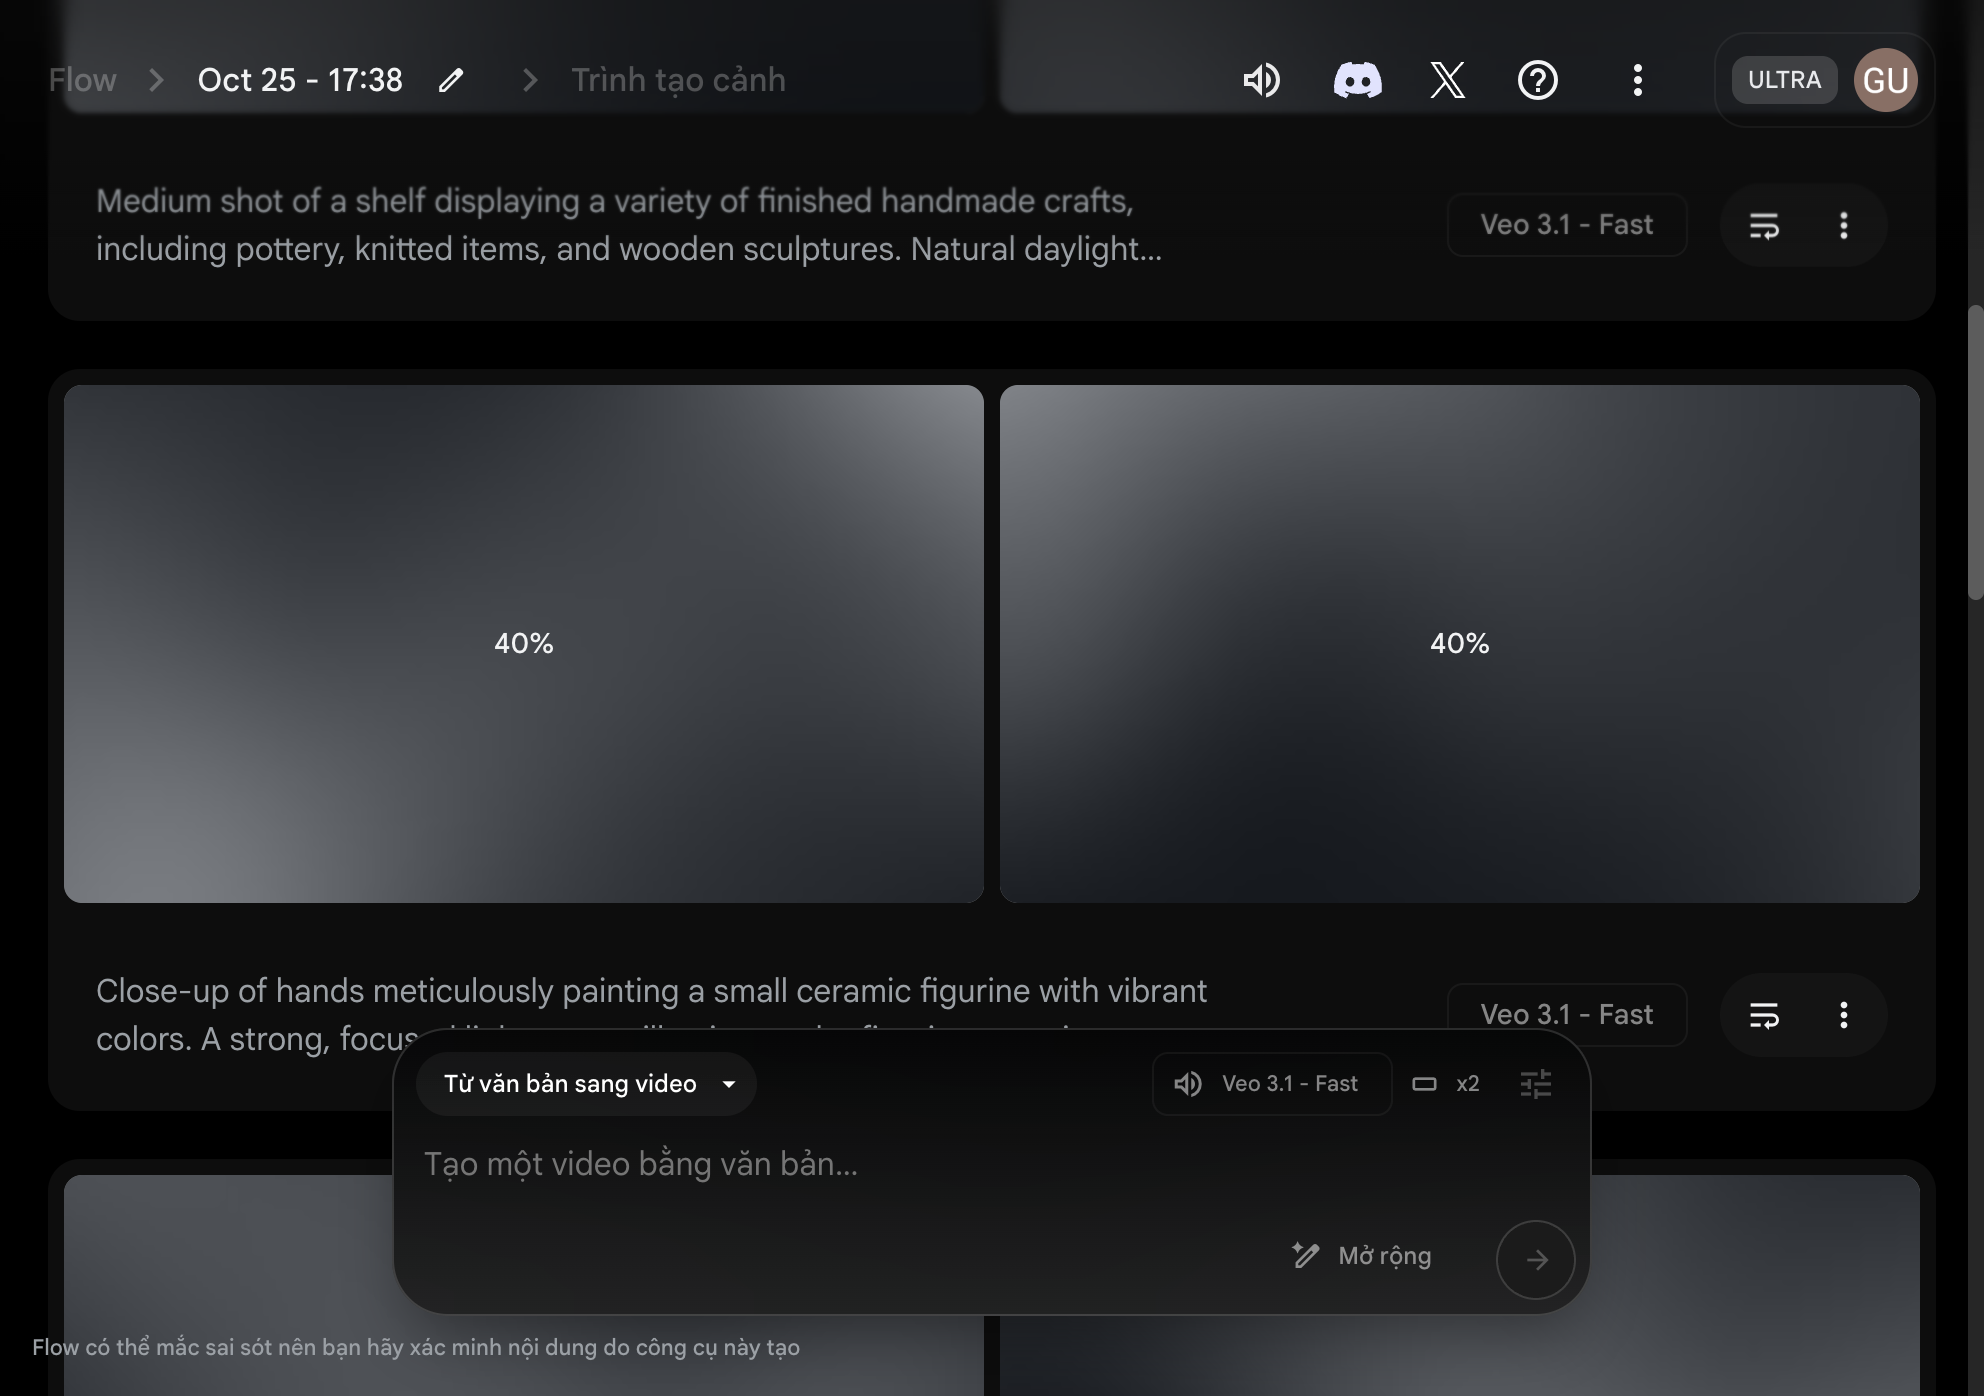 Flow > Oct 25 - 17:38 > Trình tạo cảnh
ULTRA GU
Medium shot of a shelf displaying a variety of finished handmade crafts,
including pottery, knitted items, and wooden sculptures. Natural daylight...
Veo 3.1 - Fast
40%
40%
Close-up of hands meticulously painting a small ceramic figurine with vibrant
colors. A strong, focus
Veo 3.1 - Fast
Từ văn bản sang video
Veo 3.1 - Fast
x2
Tạo một video bằng văn bản...
Mở rộng
Flow có thể mắc sai sót nên bạn hãy xác minh nội dung do công cụ này tạo